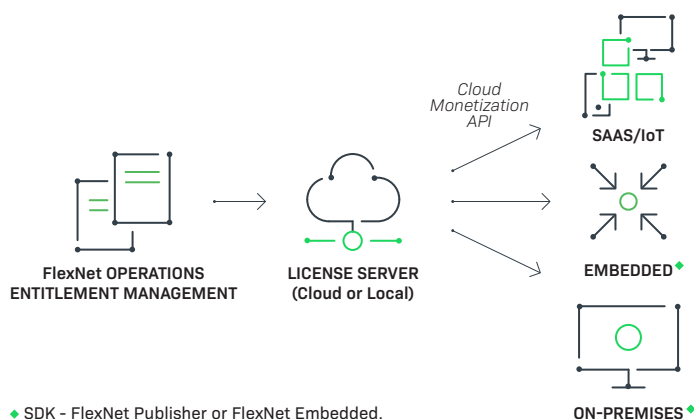 Cloud
Monetization
API
SAAS/IoT
FlexNet OPERATIONS
ENTITLEMENT MANAGEMENT
LICENSE SERVER
(Cloud or Local)
EMBEDDED◆
ON-PREMISES◆
◆ SDK - FlexNet Publisher or FlexNet Embedded.